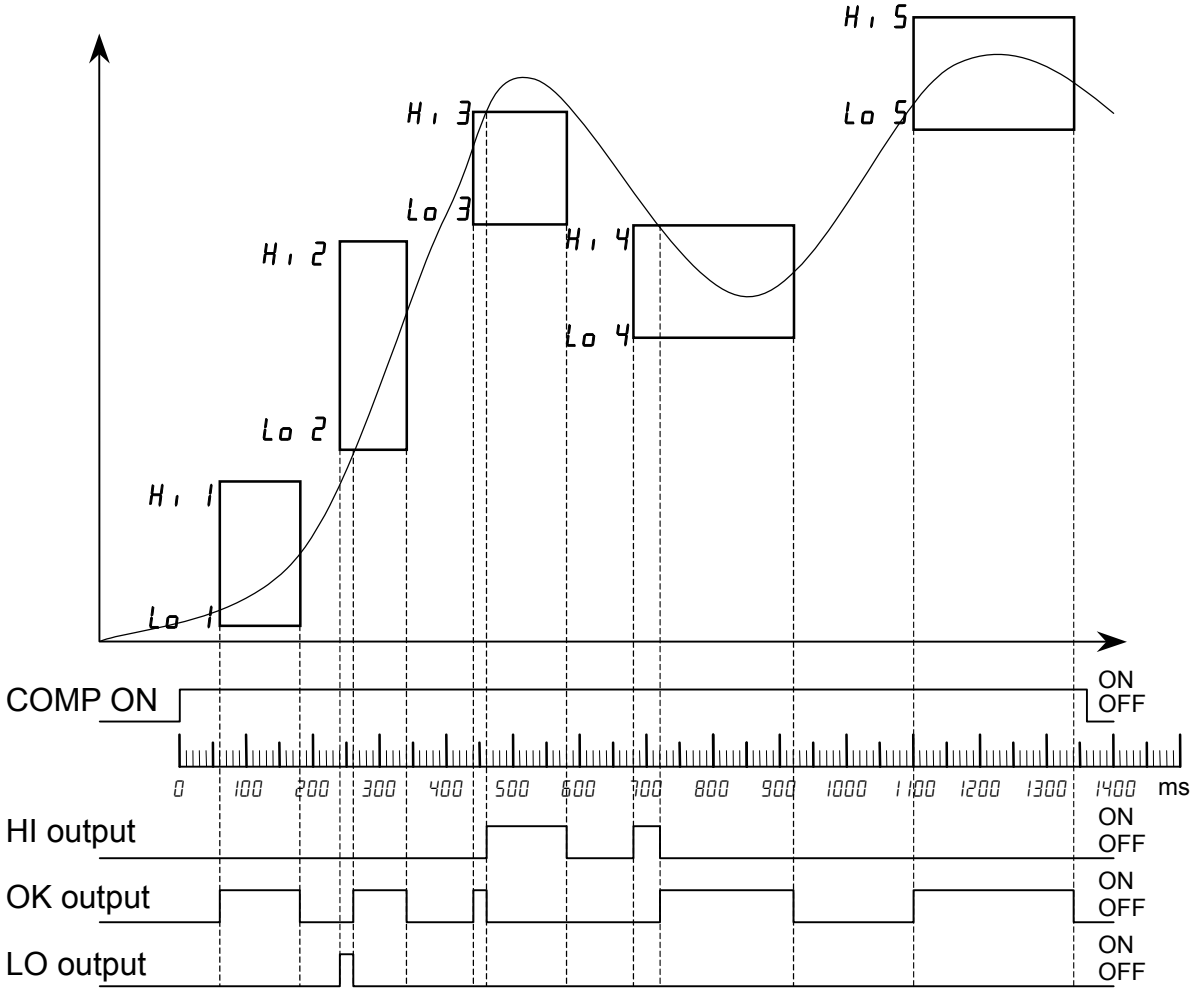 Hi 5
Hi 3
Lo 5
Lo 3
Hi 4
Hi 2
Lo 4
Lo 2
Hi 1
Lo 1
COMP ON
ON
OFF
0 100 200 300 400 500 600 700 800 900 1000 1100 1200 1300 1400 ms
HI output
ON
OFF
OK output
ON
OFF
LO output
ON
OFF